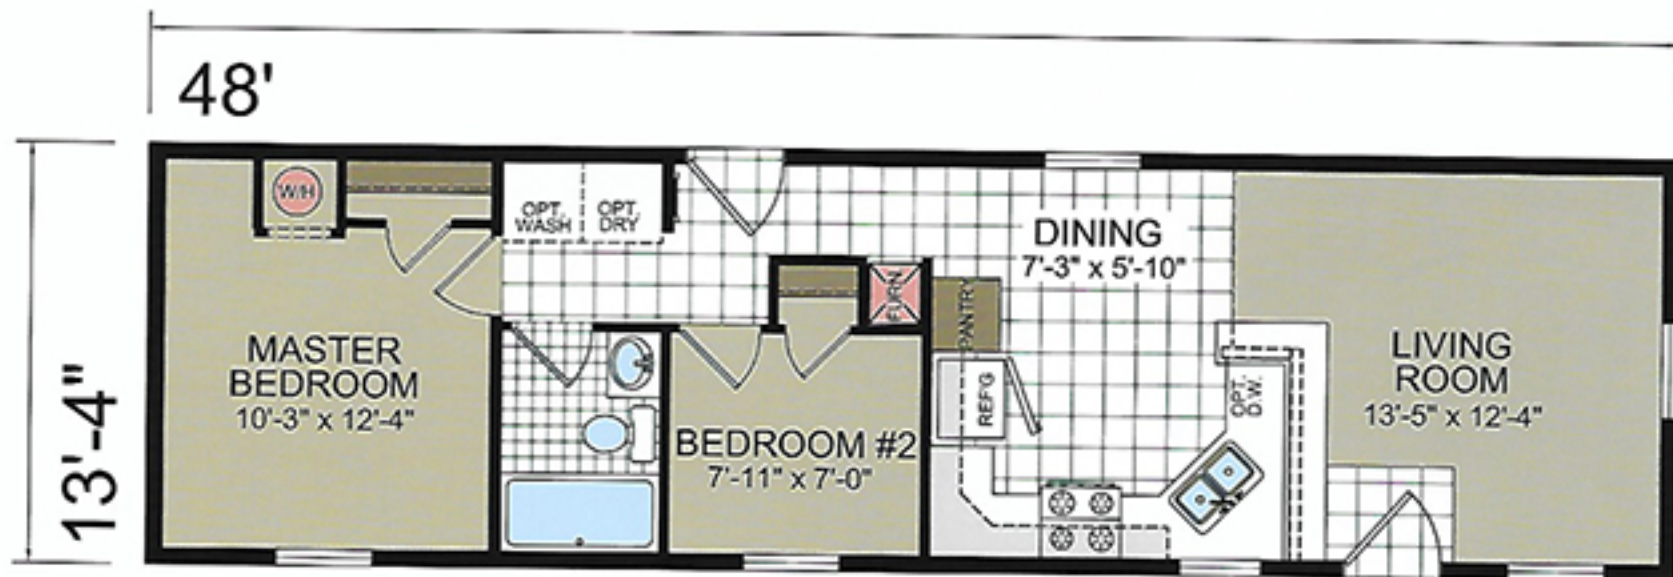 48'
13'-4"
W/H
OPT.
WASH
OPT.
DRY
DINING
7'-3" x 5'-10"
FURN
PANTRY
MASTER
BEDROOM
10'-3" x 12'-4"
REF'G
OPT.
D.W.
LIVING
ROOM
13'-5" x 12'-4"
BEDROOM #2
7'-11" x 7'-0"